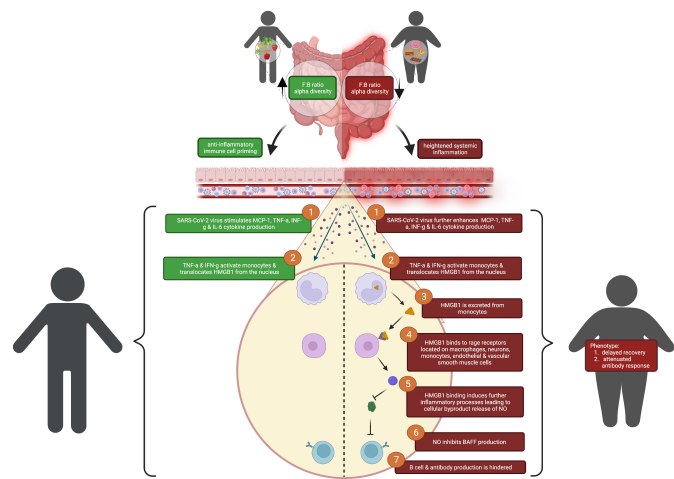 F:B ratio
alpha diversity
F:B ratio
alpha diversity
anti-inflammatory
immune cell priming
heightened systemic
inflammation
1
SARS-CoV-2 virus stimulates MCP-1, TNF-a, INF-
g & IL-6 cytokine production
1
SARS-CoV-2 virus further enhances MCP-1, TNF-
a, INF-g & IL-6 cytokine production
2
TNF-a & IFN-g activate monocytes &
translocates HMGB1 from the nucleus
2
TNF-a & IFN-g activate monocytes &
translocates HMGB1 from the nucleus
3
HMGB1 is excreted from
monocytes
4
HMGB1 binds to rage receptors
located on macrophages, neurons,
monocytes, endothelial & vascular
smooth muscle cells
5
HMGB1 binding induces further
inflammatory processes leading to
cellular byproduct release of NO
6
NO inhibits BAFF production
7
B cell & antibody production is hindered
Phenotype:
1. delayed recovery
2. attenuated
antibody response